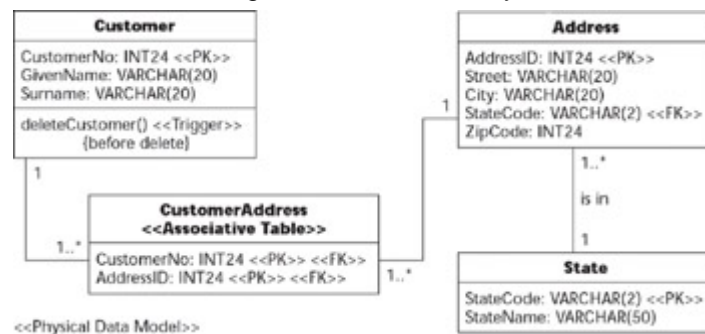 Customer
CustomerNo: INT24 <<PK>>
GivenName: VARCHAR(20)
Surname: VARCHAR(20)
deleteCustomer() <<Trigger>>
{before delete}
1
1..*
CustomerAddress
<<Associative Table>>
CustomerNo: INT24 <<PK>> <<FK>>
AddressID: INT24 <<PK>> <<FK>>
1..*
1
Address
AddressID: INT24 <<PK>>
Street: VARCHAR(20)
City: VARCHAR(20)
StateCode: VARCHAR(2) <<FK>>
ZipCode: INT24
1..*
is in
1
State
StateCode: VARCHAR(2) <<PK>>
StateName: VARCHAR(50)
<<Physical Data Model>>